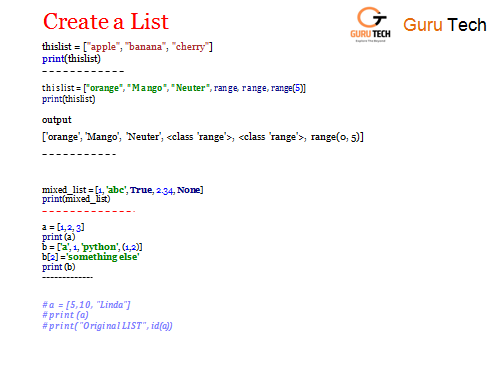 Create a List
GURU TECH
Guru Tech
thislist = ["apple", "banana", "cherry"]
print(thislist)
- - - - - - - - - - - - -
thislist = ["orange", "Mango", "Neuter", range, range, range(5)]
print(thislist)
output
['orange', 'Mango', 'Neuter, <class 'range'>, <class 'range'>, range(0, 5)]
- - - - - - - - - - - -
mixed_list = [1, 'abc', True, 2.34, None]
print(mixed_list)
- - - - - - - - - - - - - -
a = [1, 2, 3]
print (a)
b = ['a', 1, 'python', (1,2)]
b[2] ='something else'
print (b)
-------------
# a = [5,10, "Linda"]
# print (a)
# print("Original LIST", id(a))